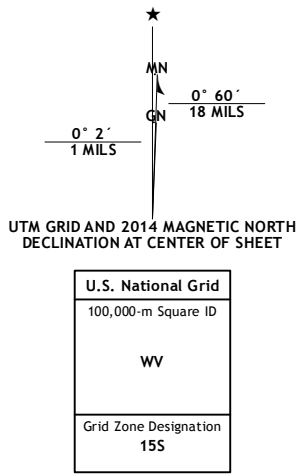 MN
0° 60´
18 MILS
GN
0° 2´
1 MILS
UTM GRID AND 2014 MAGNETIC NORTH
DECLINATION AT CENTER OF SHEET
U.S. National Grid
100,000-m Square ID
WV
Grid Zone Designation
15S